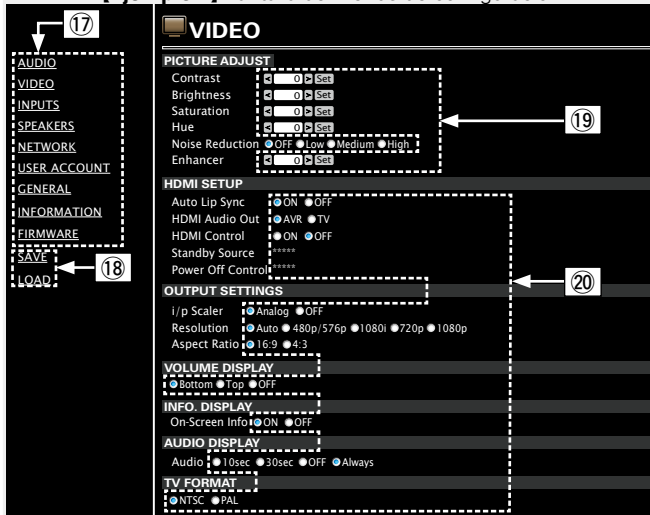 ⑰
VIDEO
AUDIO
VIDEO
INPUTS
SPEAKERS
NETWORK
USER ACCOUNT
GENERAL
INFORMATION
FIRMWARE
SAVE
LOAD
⑱
PICTURE ADJUST
Contrast 0 Set
Brightness 0 Set
Saturation 0 Set
Hue 0 Set
Noise Reduction OFF Low Medium High
Enhancer 0 Set
⑲
HDMI SETUP
Auto Lip Sync ON OFF
HDMI Audio Out AVR TV
HDMI Control ON OFF
Standby Source *****
Power Off Control *****
⑳
OUTPUT SETTINGS
i/p Scaler Analog OFF
Resolution Auto 480p/576p 1080i 720p 1080p
Aspect Ratio 16:9 4:3
VOLUME DISPLAY
Bottom Top OFF
INFO. DISPLAY
On-Screen Info ON OFF
AUDIO DISPLAY
Audio 10sec 30sec OFF Always
TV FORMAT
NTSC PAL